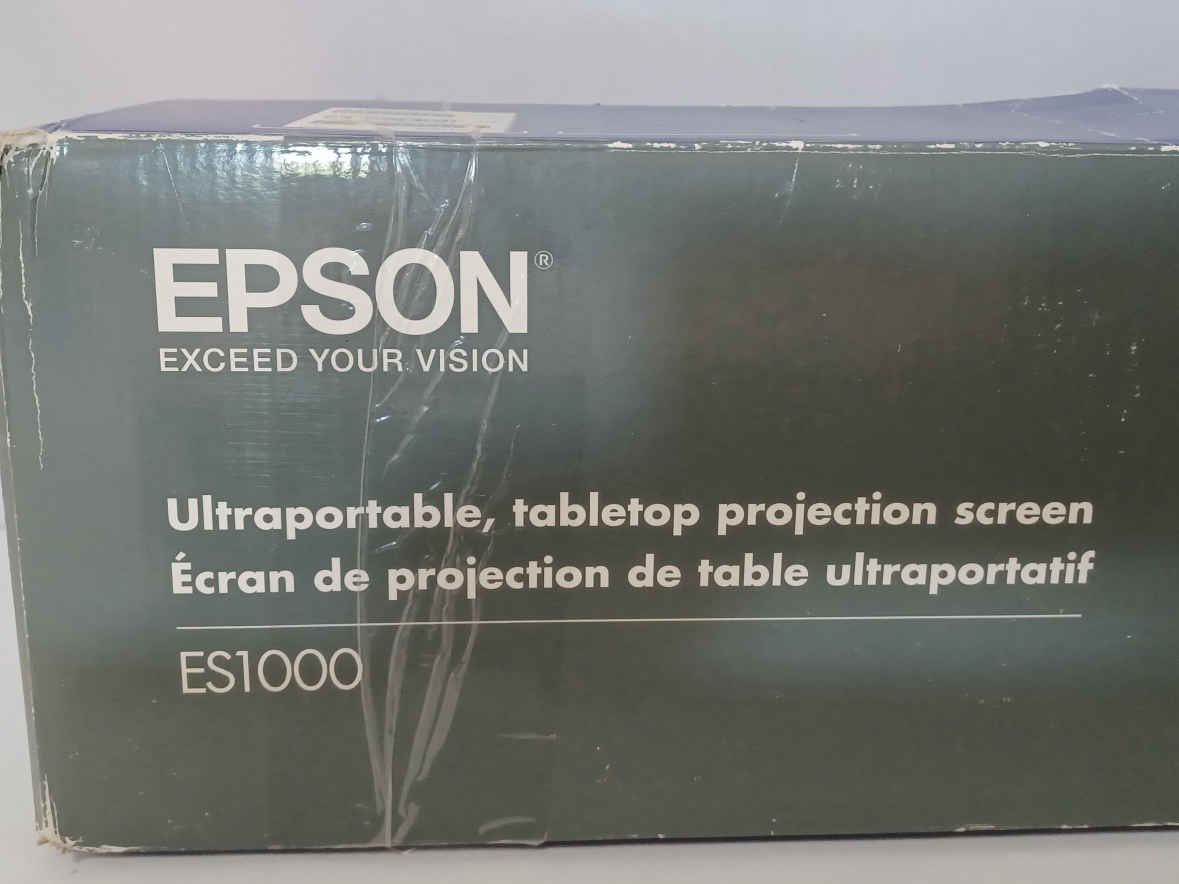 EPSON®
EXCEED YOUR VISION
Ultraportable, tabletop projection screen
Écran de projection de table ultraportatif
ES1000